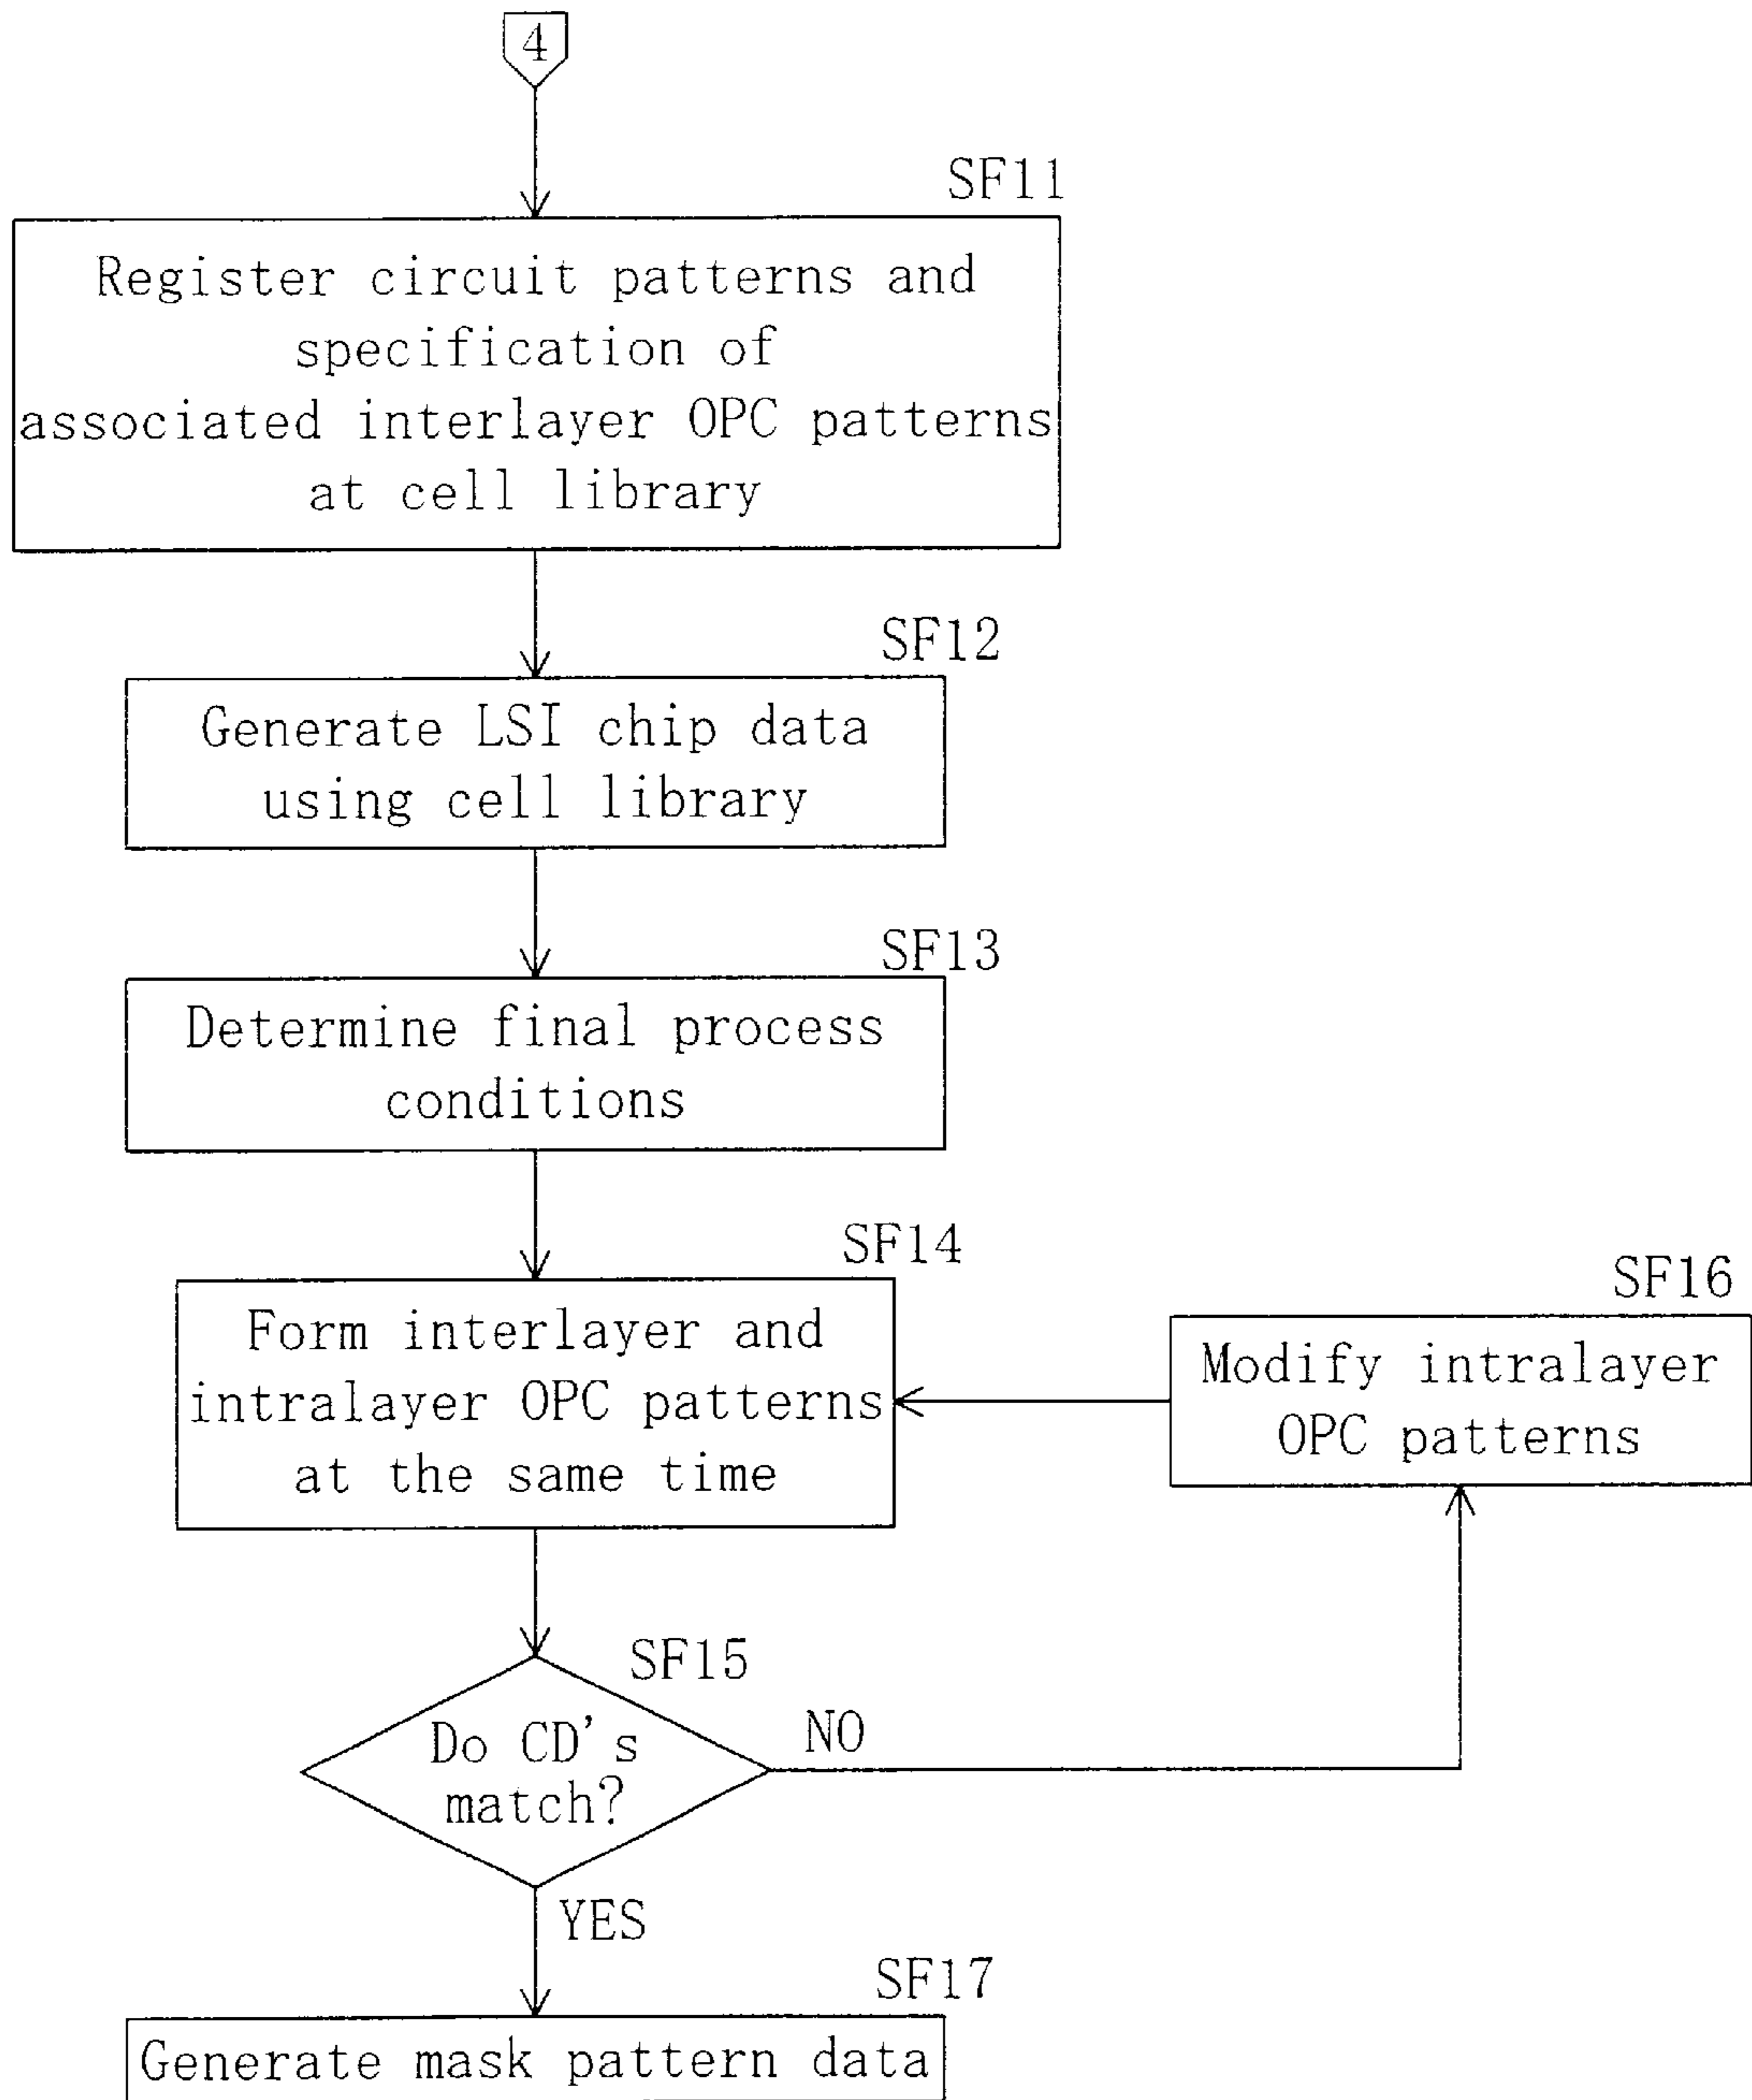 4
SF11
Register circuit patterns and
specification of
associated interlayer OPC patterns
at cell library
SF12
Generate LSI chip data
using cell library
SF13
Determine final process
conditions
SF14
Form interlayer and
intralayer OPC patterns
at the same time
SF16
Modify intralayer
OPC patterns
SF15
Do CD's
match?
NO
YES
SF17
Generate mask pattern data